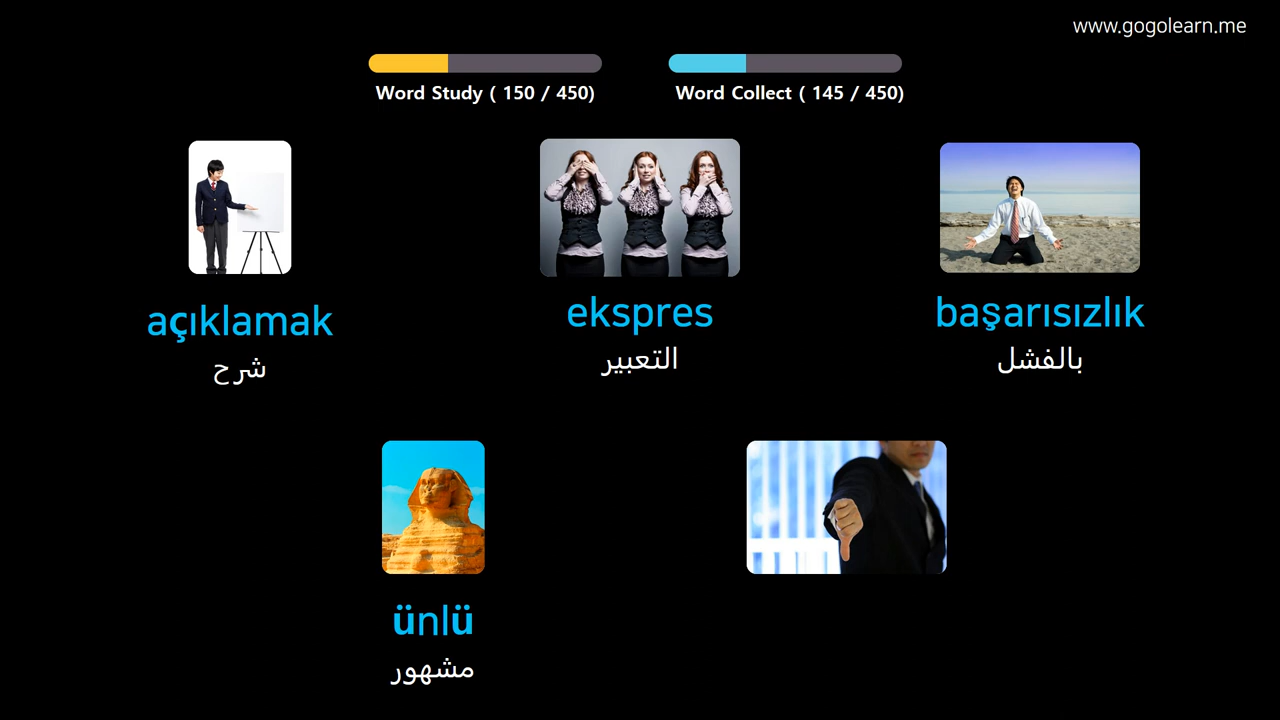 www.gogolearn.me
Word Study ( 150 / 450)
Word Collect ( 145 / 450)
açıklamak
شرح
ekspres
التعبير
başarısızlık
بالفشل
ünlü
مشهور